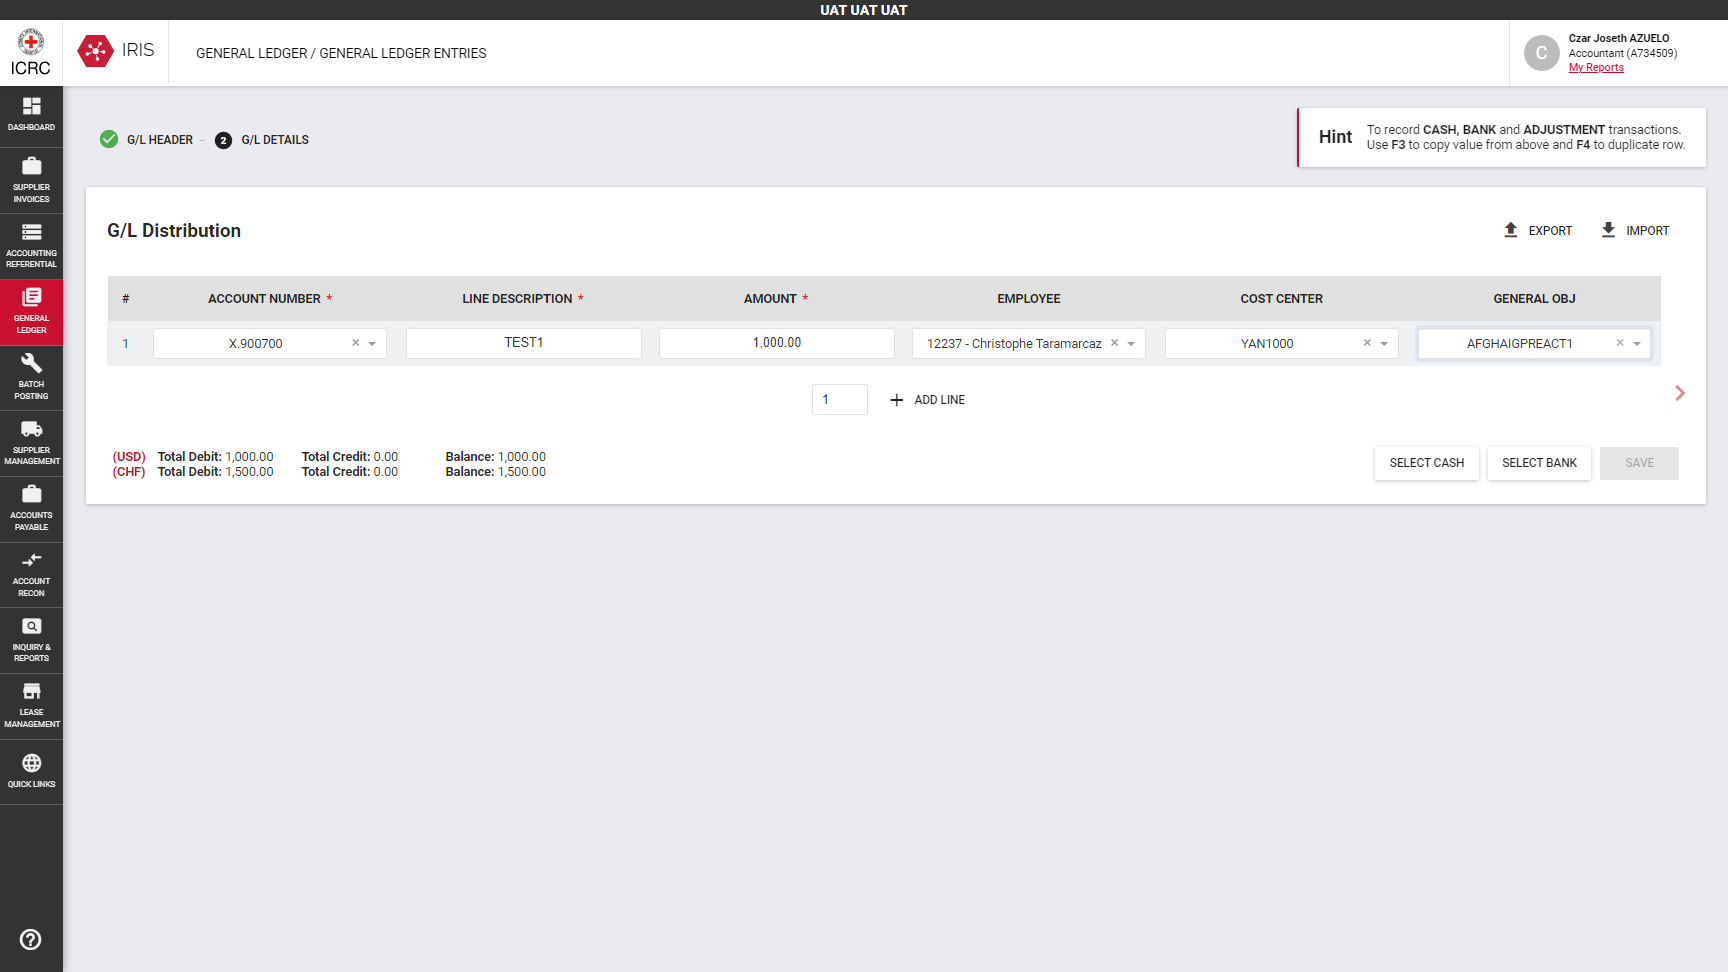 UAT UAT UAT
ICRC
IRIS
GENERAL LEDGER / GENERAL LEDGER ENTRIES
C
Czar Joseth AZUELO
Accountant (A734509)
My Reports
DASHBOARD
SUPPLIER
INVOICES
ACCOUNTING
REFERENTIAL
GENERAL
LEDGER
BATCH
POSTING
SUPPLIER
MANAGEMENT
ACCOUNTS
PAYABLE
ACCOUNT
RECON
INQUIRY &
REPORTS
LEASE
MANAGEMENT
QUICK LINKS
G/L HEADER – 2 G/L DETAILS
Hint
To record CASH, BANK and ADJUSTMENT transactions.
Use F3 to copy value from above and F4 to duplicate row.
G/L Distribution
EXPORT IMPORT
# ACCOUNT NUMBER * LINE DESCRIPTION * AMOUNT * EMPLOYEE COST CENTER GENERAL OBJ
1 X.900700 × TEST1 1,000.00 12237 - Christophe Taramarcaz × YAN1000 × AFGHAIGPREACT1 ×
1 + ADD LINE
(USD) Total Debit: 1,000.00 Total Credit: 0.00 Balance: 1,000.00
(CHF) Total Debit: 1,500.00 Total Credit: 0.00 Balance: 1,500.00
SELECT CASH SELECT BANK SAVE